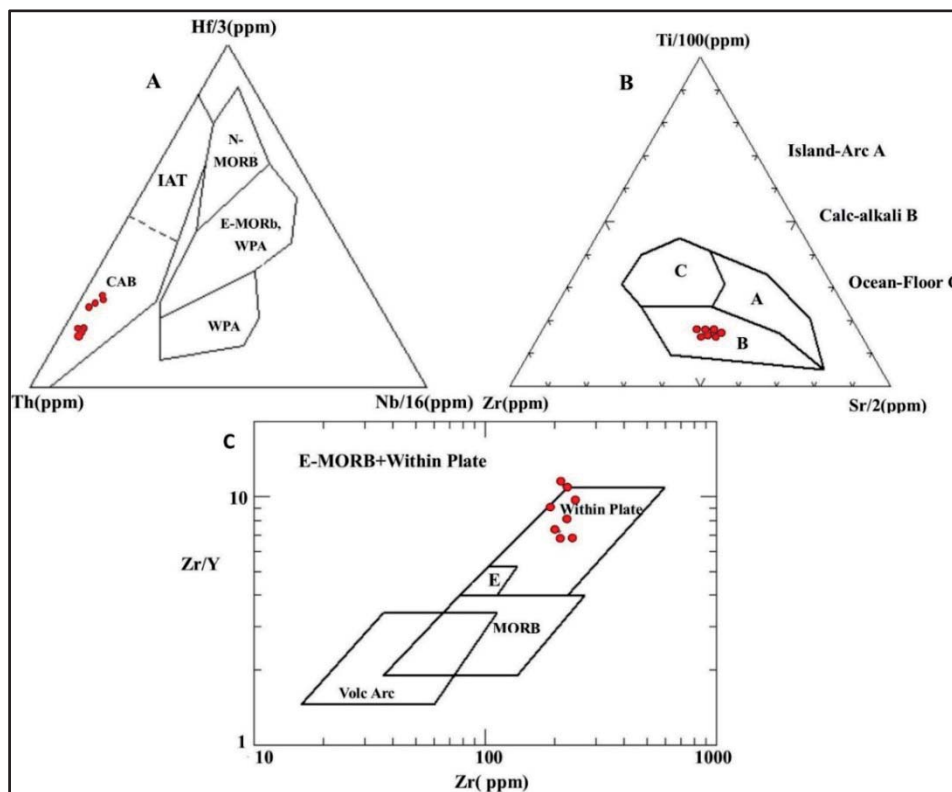 Hf/3(ppm)
A
N-
MORB
IAT
E-MORb,
WPA
CAB
WPA
Th(ppm)
Nb/16(ppm)
Ti/100(ppm)
B
Island-Arc A
Calc-alkali B
Ocean-Floor C
C
A
B
Zr(ppm)
Sr/2(ppm)
C
E-MORB+Within Plate
10
Within Plate
Zr/Y
E
MORB
Volc Arc
1
10
100
1000
Zr( ppm)